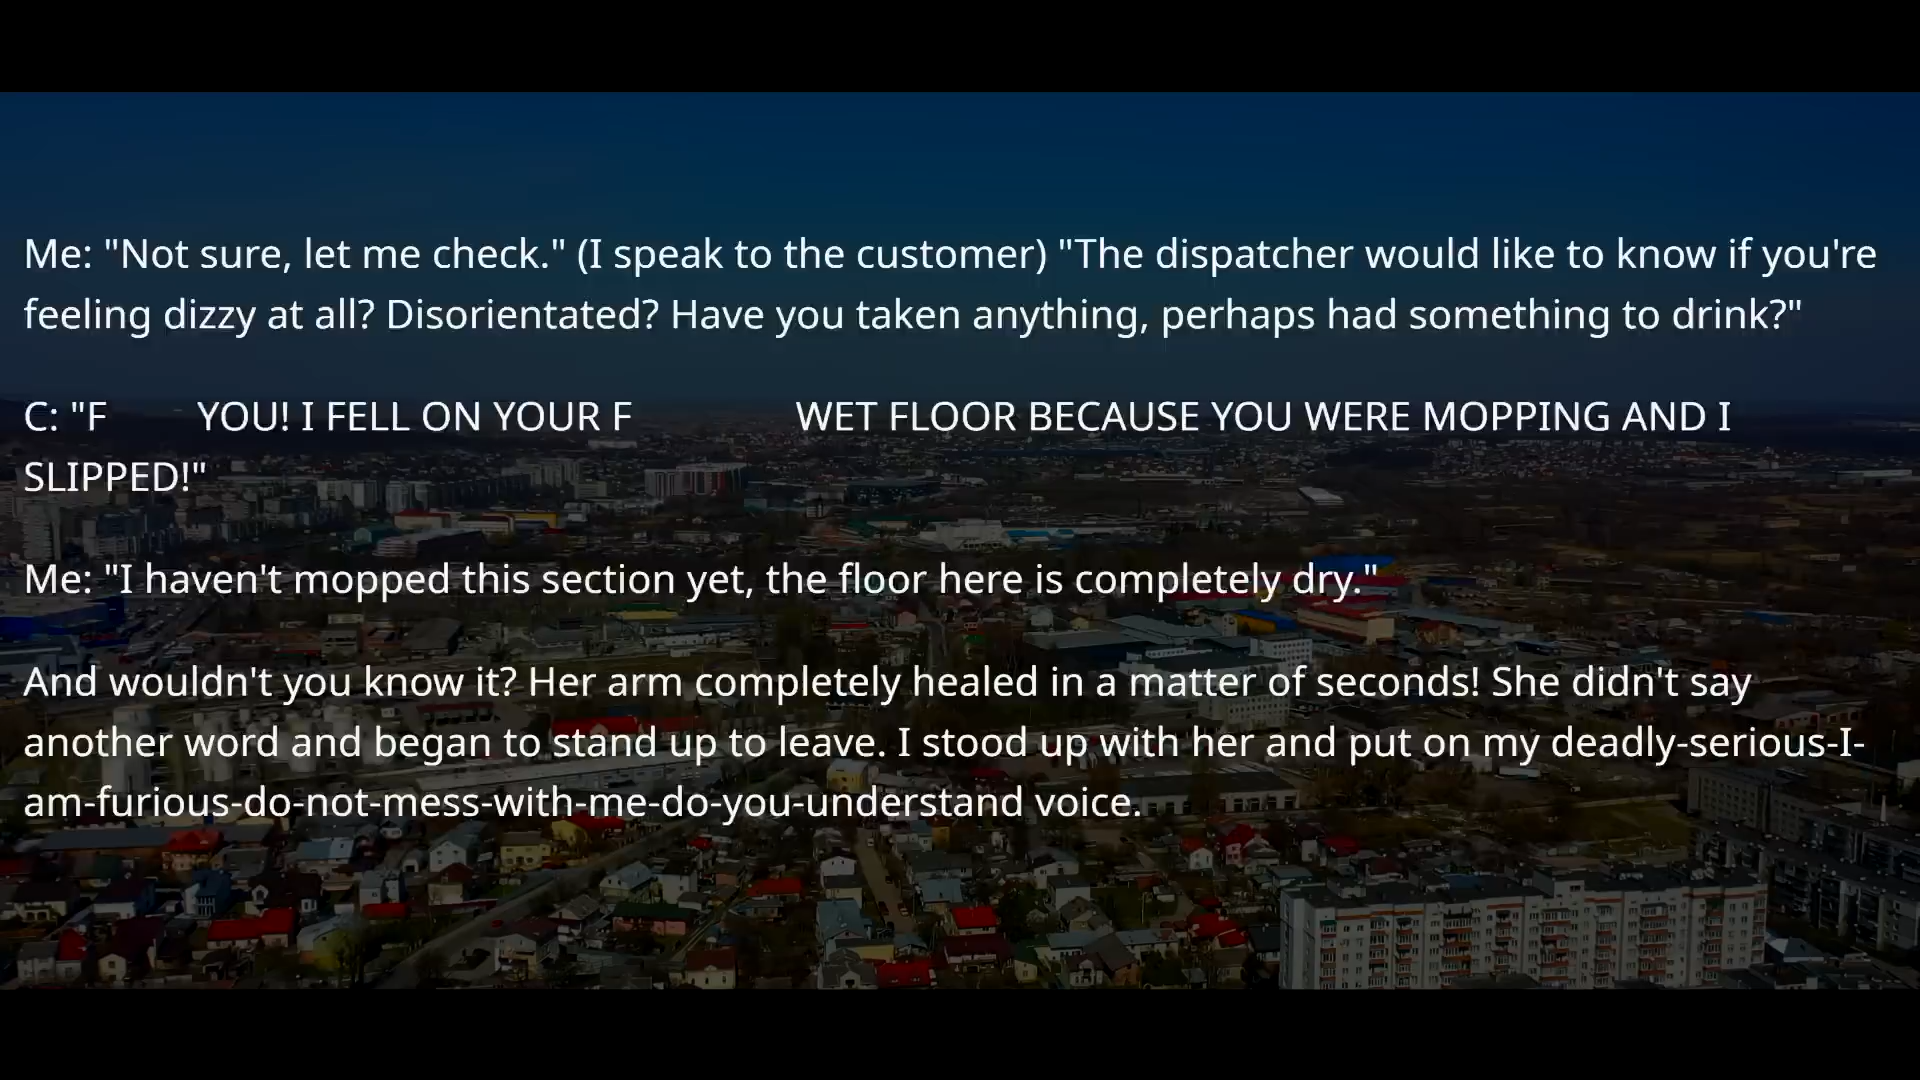 Me: "Not sure, let me check." (I speak to the customer) "The dispatcher would like to know if you're
feeling dizzy at all? Disorientated? Have you taken anything, perhaps had something to drink?"
C: "F YOU! I FELL ON YOUR F WET FLOOR BECAUSE YOU WERE MOPPING AND I
SLIPPED!"
Me: "I haven't mopped this section yet, the floor here is completely dry."
And wouldn't you know it? Her arm completely healed in a matter of seconds! She didn't say
another word and began to stand up to leave. I stood up with her and put on my deadly-serious-I-
am-furious-do-not-mess-with-me-do-you-understand voice.